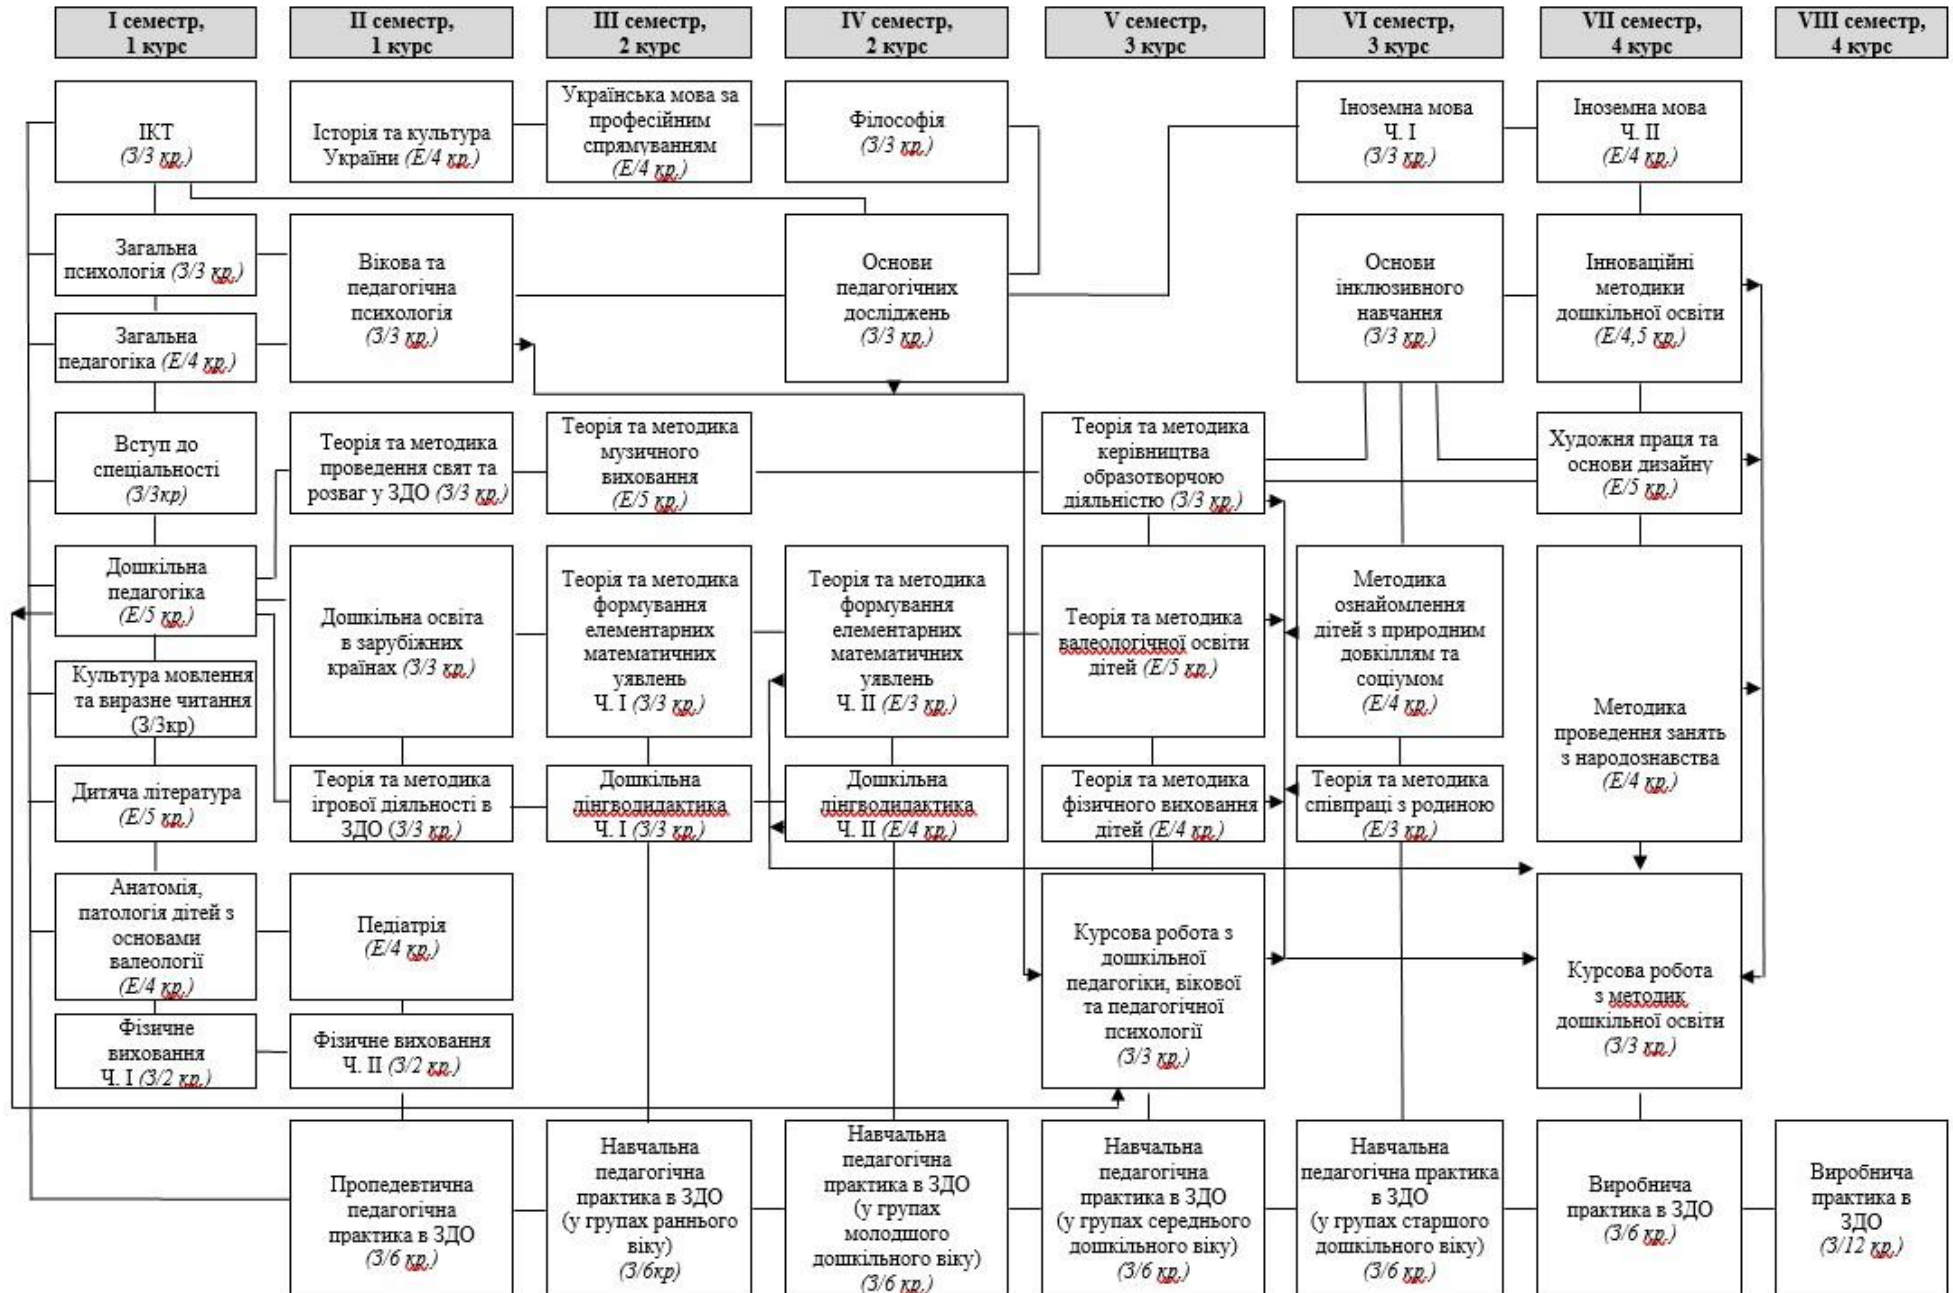 І семестр,
1 курс
ІІ семестр,
1 курс
ІІІ семестр,
2 курс
IV семестр,
2 курс
V семестр,
3 курс
VI семестр,
3 курс
VII семестр,
4 курс
VIII семестр,
4 курс
ІКТ
(З/3 кр.)
Історія та культура
України (Е/4 кр.)
Українська мова за
професійним
спрямуванням
(Е/4 кр.)
Філософія
(З/3 кр.)
Іноземна мова
Ч. І
(З/3 кр.)
Іноземна мова
Ч. ІІ
(Е/4 кр.)
Загальна
психологія (З/3 кр.)
Вікова та
педагогічна
психологія
(З/3 кр.)
Основи
педагогічних
досліджень
(З/3 кр.)
Основи
інклюзивного
навчання
(З/3 кр.)
Інноваційні
методики
дошкільної освіти
(Е/4,5 кр.)
Загальна
педагогіка (Е/4 кр.)
Вступ до
спеціальності
(З/3кр)
Теорія та методика
проведення свят та
розваг у ЗДО (З/3 кр.)
Теорія та методика
музичного
виховання
(Е/5 кр.)
Теорія та методика
керівництва
образотворчою
діяльністю (З/3 кр.)
Художня праця та
основи дизайну
(Е/5 кр.)
Дошкільна
педагогіка
(Е/5 кр.)
Дошкільна освіта
в зарубіжних
країнах (З/3 кр.)
Теорія та методика
формування
елементарних
математичних
уявлень
Ч. І (З/3 кр.)
Теорія та методика
формування
елементарних
математичних
уявлень
Ч. ІІ (Е/3 кр.)
Теорія та методика
валеологічної освіти
дітей (Е/5 кр.)
Методика
ознайомлення
дітей з природним
довкіллям та
соціумом
(Е/4 кр.)
Методика
проведення занять
з народознавства
(Е/4 кр.)
Культура мовлення
та виразне читання
(З/3кр)
Дитяча література
(Е/5 кр.)
Теорія та методика
ігрової діяльності в
ЗДО (З/3 кр.)
Дошкільна
лінгводидактика
Ч. І (З/3 кр.)
Дошкільна
лінгводидактика
Ч. ІІ (Е/4 кр.)
Теорія та методика
фізичного виховання
дітей (Е/4 кр.)
Теорія та методика
співпраці з родиною
(Е/3 кр.)
Анатомія,
патологія дітей з
основами
валеології
(Е/4 кр.)
Педіатрія
(Е/4 кр.)
Курсова робота з
дошкільної
педагогіки, вікової
та педагогічної
психології
(З/3 кр.)
Курсова робота
з методик
дошкільної освіти
(З/3 кр.)
Фізичне
виховання
Ч. І (З/2 кр.)
Фізичне виховання
Ч. ІІ (З/2 кр.)
Пропедевтична
педагогічна
практика в ЗДО
(З/6 кр.)
Навчальна
педагогічна
практика в ЗДО
(у групах раннього
віку)
(З/6кр)
Навчальна
педагогічна
практика в ЗДО
(у групах
молодшого
дошкільного віку)
(З/6 кр.)
Навчальна
педагогічна
практика в ЗДО
(у групах середнього
дошкільного віку)
(З/6 кр.)
Навчальна
педагогічна практика
в ЗДО
(у групах старшого
дошкільного віку)
(З/6 кр.)
Виробнича
практика в ЗДО
(З/6 кр.)
Виробнича
практика в
ЗДО
(З/12 кр.)